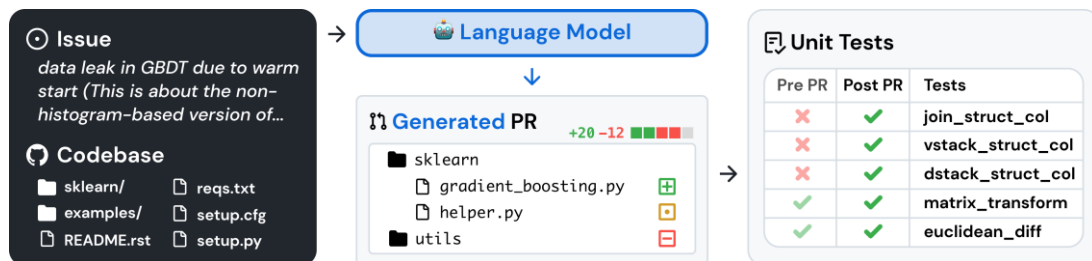 Issue
data leak in GBDT due to warm
start (This is about the non-
histogram-based version of...
Codebase
sklearn/
reqs.txt
examples/
setup.cfg
README.rst
setup.py
Language Model
Generated PR
+20 -12
sklearn
gradient_boosting.py
helper.py
utils
Unit Tests
Pre PR Post PR Tests
join_struct_col
vstack_struct_col
dstack_struct_col
matrix_transform
euclidean_diff